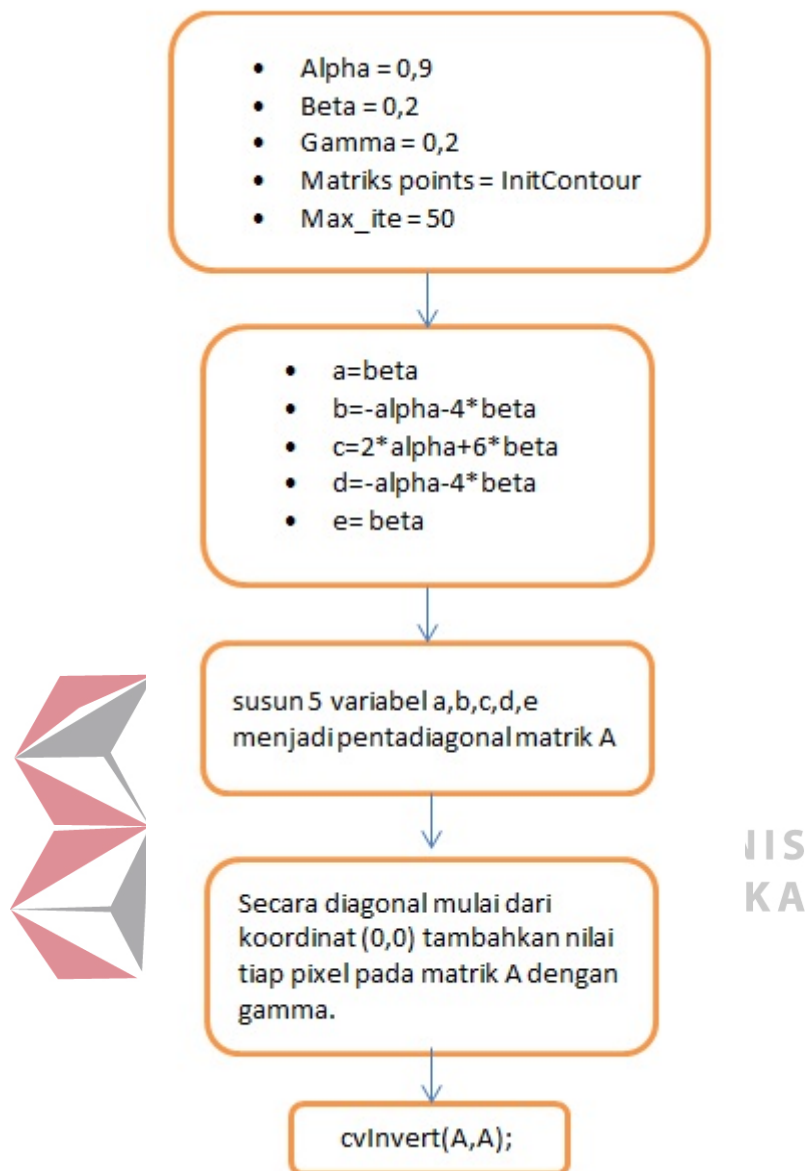 • Alpha = 0,9
• Beta = 0,2
• Gamma = 0,2
• Matriks points = InitContour
• Max_ite = 50
• a=beta
• b=-alpha-4*beta
• c=2*alpha+6*beta
• d=-alpha-4*beta
• e= beta
susun 5 variabel a,b,c,d,e
menjadi pentadiagonal matrik A
Secara diagonal mulai dari
koordinat (0,0) tambahkan nilai
tiap pixel pada matrik A dengan
gamma.
cvInvert(A,A);
NIS
KA